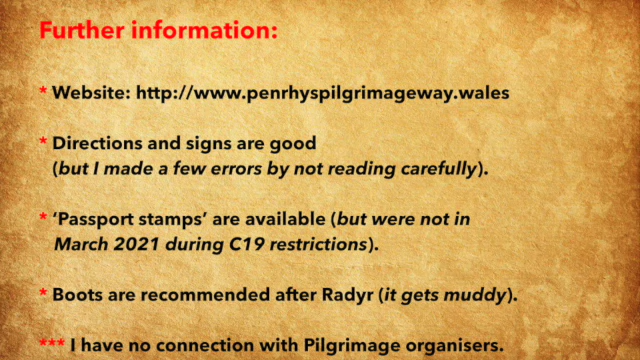 Further information:
* Website: http://www.penrhyspilgrimageway.wales
* Directions and signs are good
(but I made a few errors by not reading carefully).
* ‘Passport stamps’ are available (but were not in
March 2021 during C19 restrictions).
* Boots are recommended after Radyr (it gets muddy).
*** I have no connection with Pilgrimage organisers.